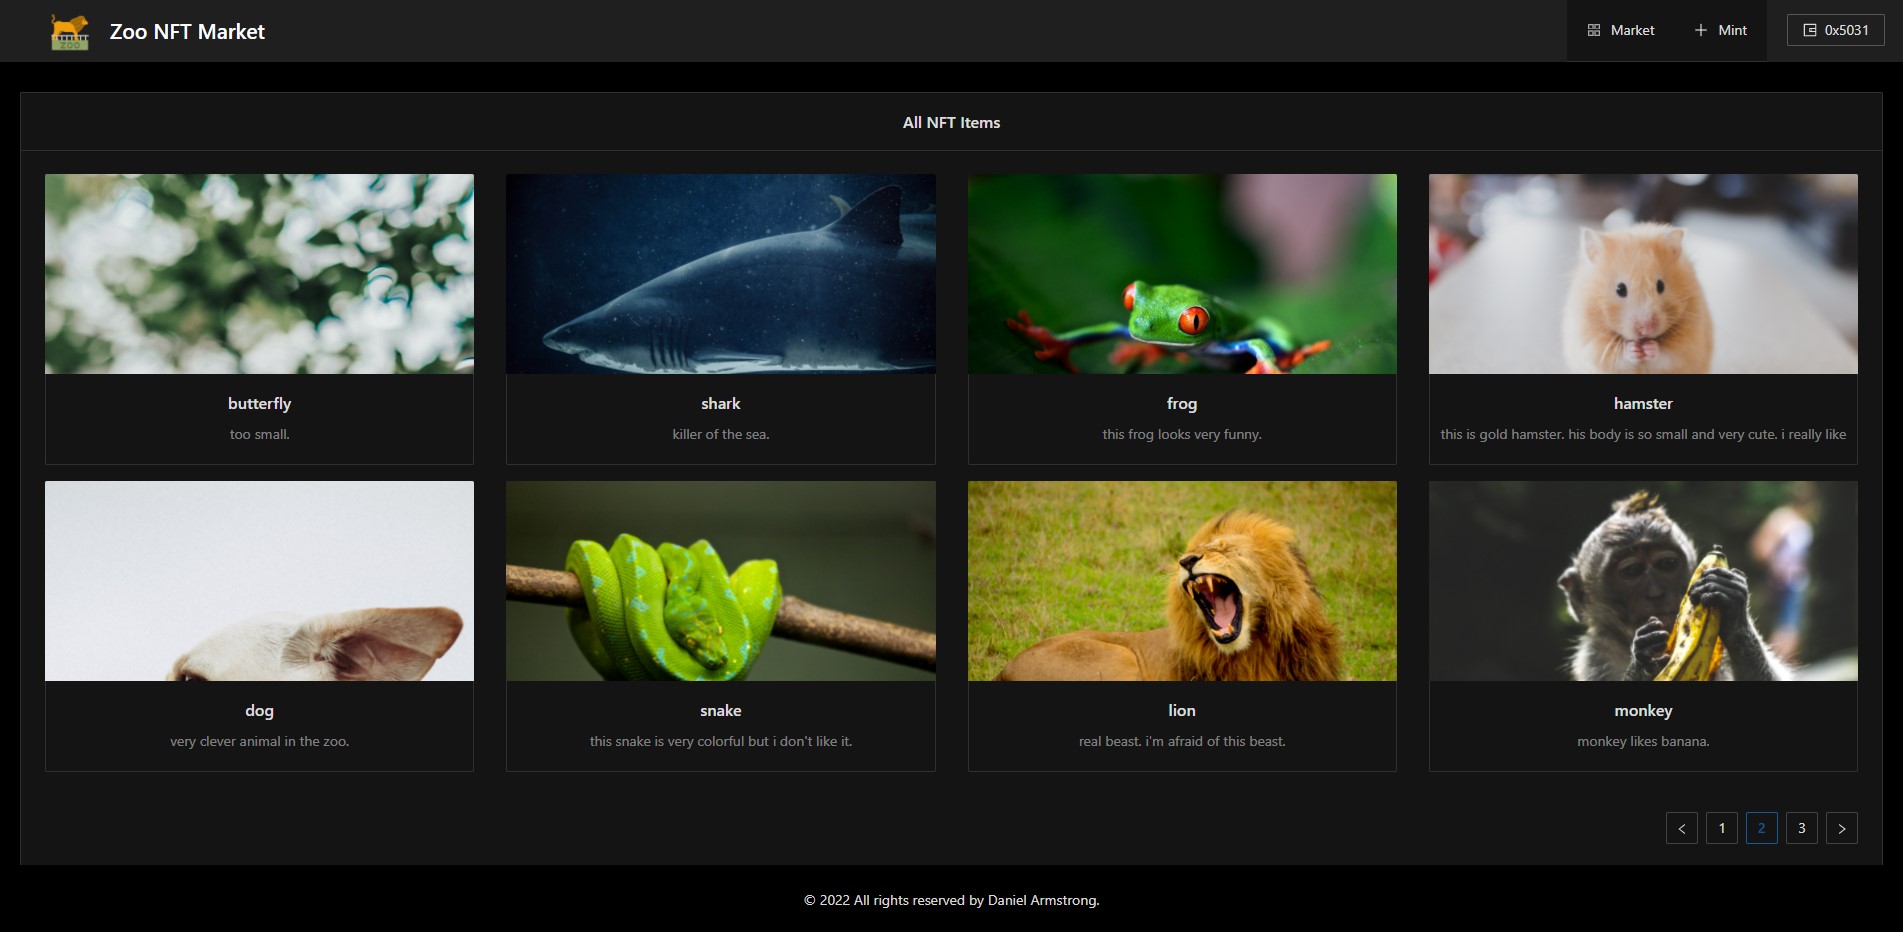 ZOO
Zoo NFT Market
Market
Mint
0x5031
All NFT Items
butterfly
too small.
shark
killer of the sea.
frog
this frog looks very funny.
hamster
this is gold hamster. his body is so small and very cute. i really like
dog
very clever animal in the zoo.
snake
this snake is very colorful but i don't like it.
lion
real beast. i'm afraid of this beast.
monkey
monkey likes banana.
< 1 2 3 >
© 2022 All rights reserved by Daniel Armstrong.